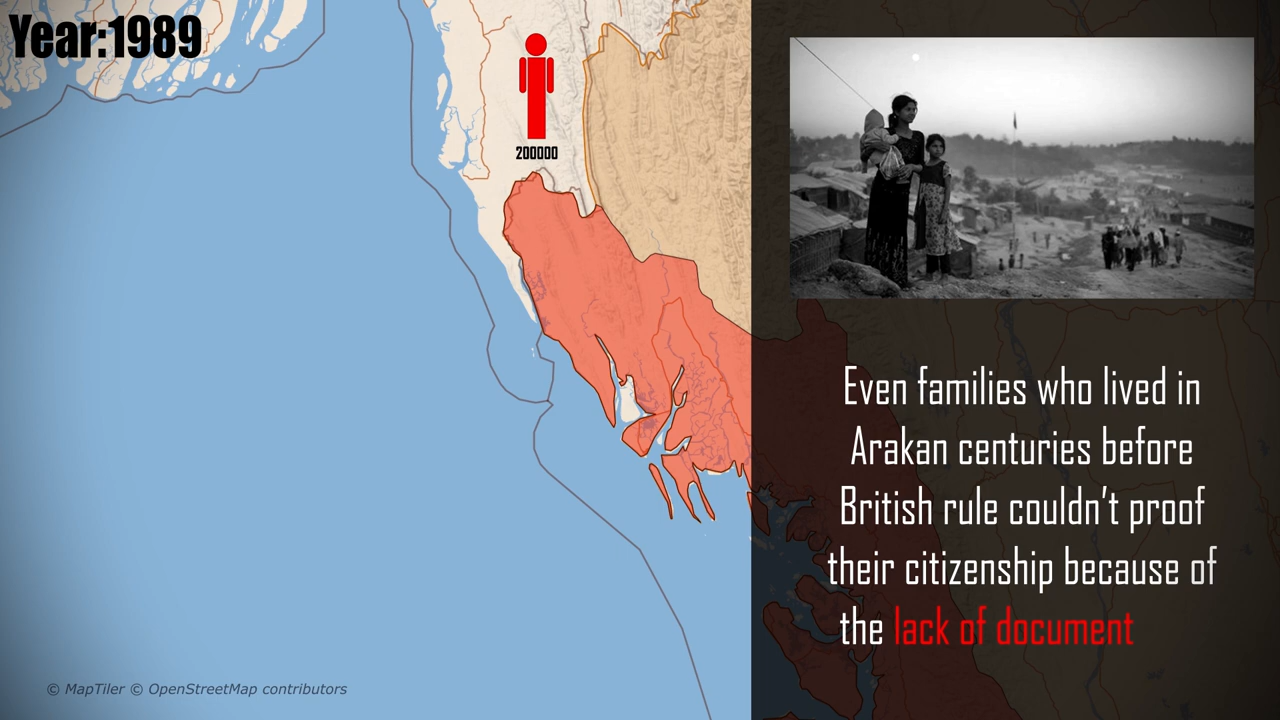 Year:1989
200000
Even families who lived in
Arakan centuries before
British rule couldn't proof
their citizenship because of
the lack of document
© MapTiler © OpenStreetMap contributors